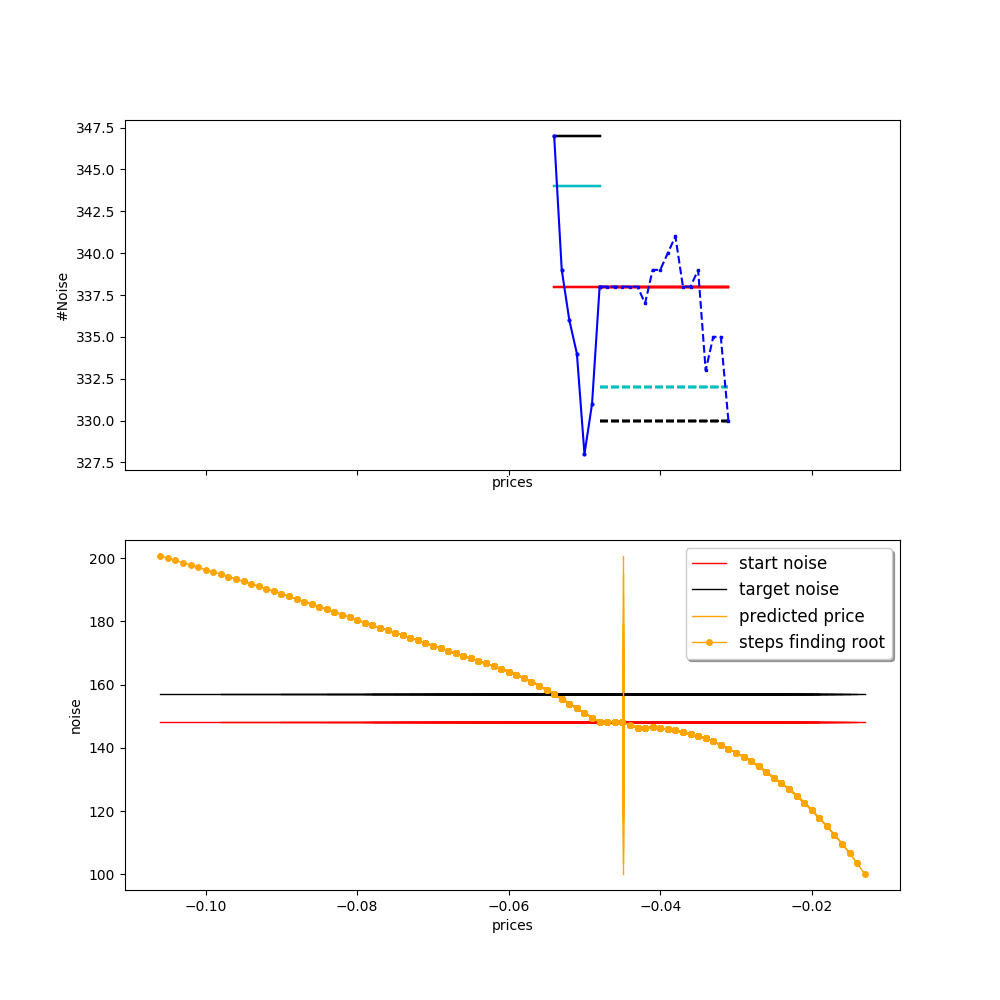 347.5
345.0
342.5
340.0
337.5
335.0
332.5
330.0
327.5
#Noise
prices
200
180
160
140
120
100
noise
start noise
target noise
predicted price
steps finding root
−0.10
−0.08
−0.06
−0.04
−0.02
prices